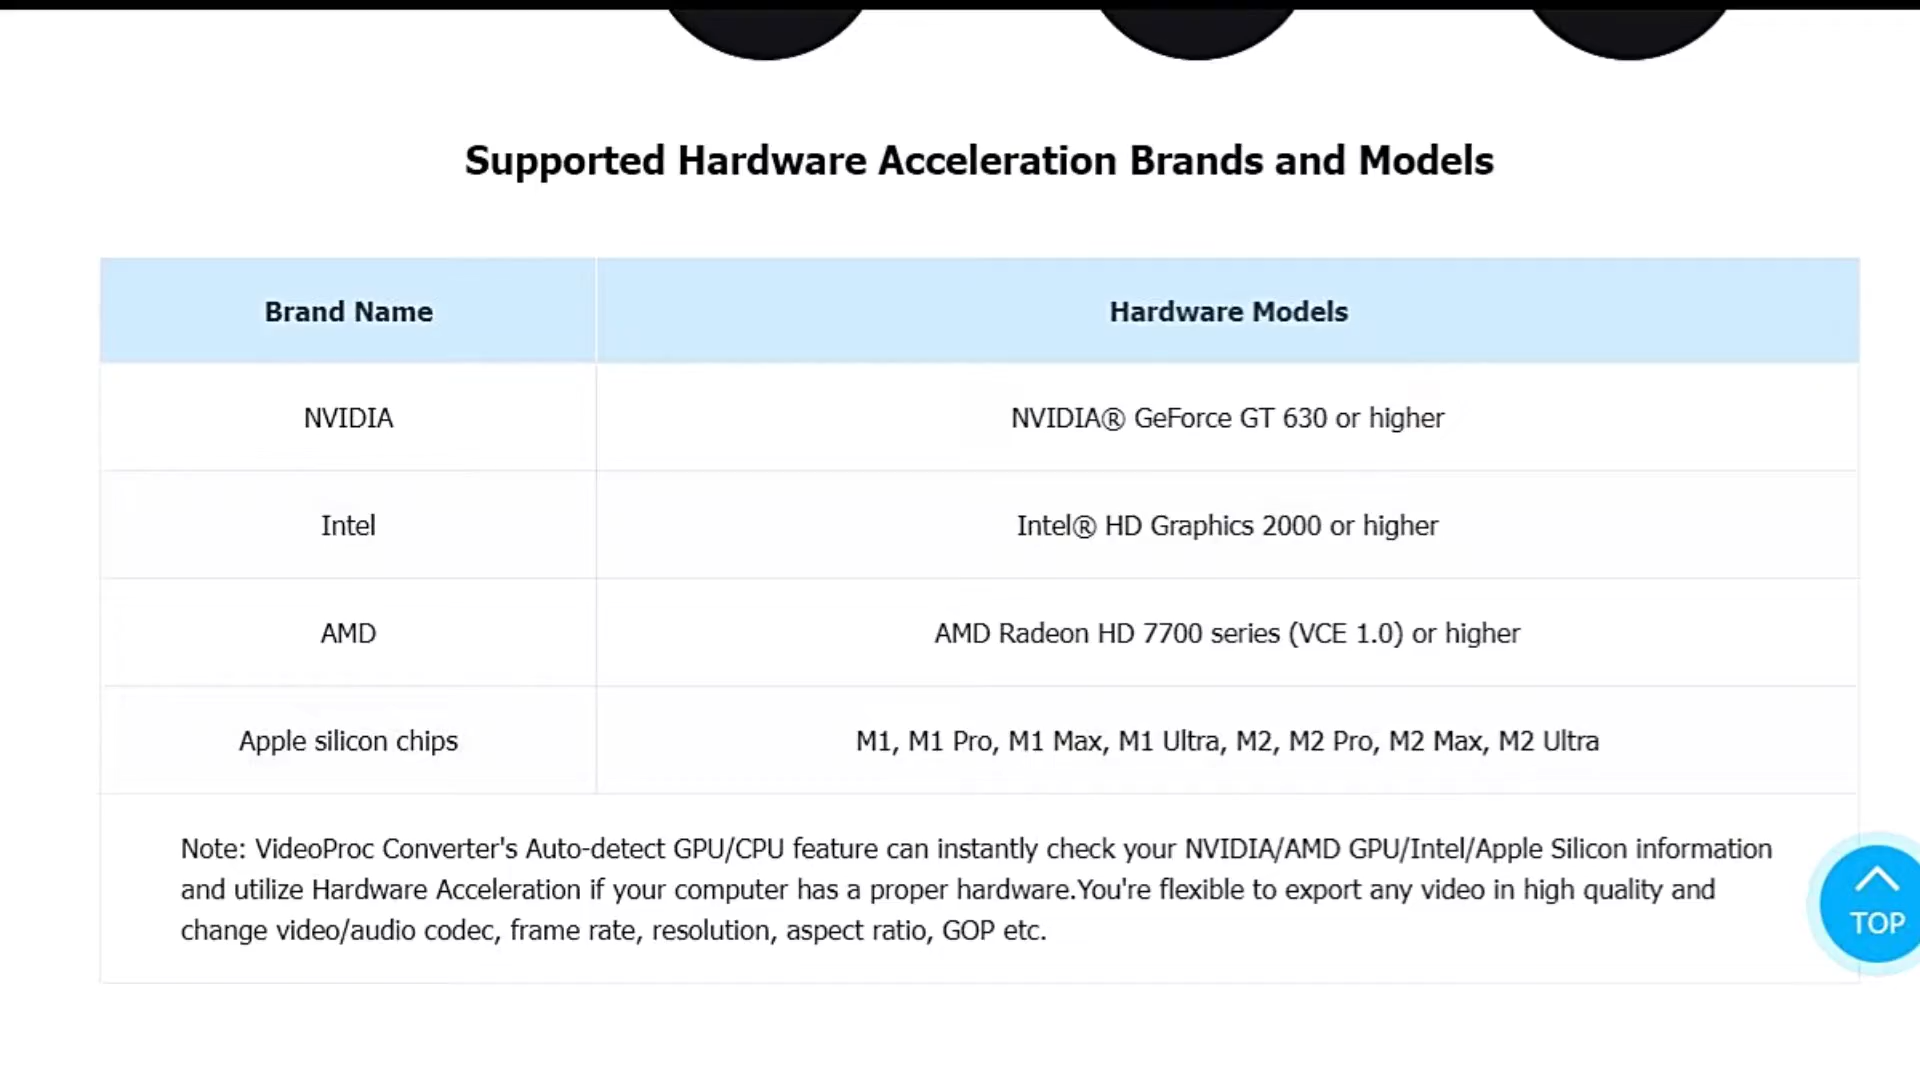 Supported Hardware Acceleration Brands and Models
Brand Name
Hardware Models
NVIDIA
NVIDIA® GeForce GT 630 or higher
Intel
Intel® HD Graphics 2000 or higher
AMD
AMD Radeon HD 7700 series (VCE 1.0) or higher
Apple silicon chips
M1, M1 Pro, M1 Max, M1 Ultra, M2, M2 Pro, M2 Max, M2 Ultra
Note: VideoProc Converter's Auto-detect GPU/CPU feature can instantly check your NVIDIA/AMD GPU/Intel/Apple Silicon information
and utilize Hardware Acceleration if your computer has a proper hardware.You're flexible to export any video in high quality and
change video/audio codec, frame rate, resolution, aspect ratio, GOP etc.
TOP